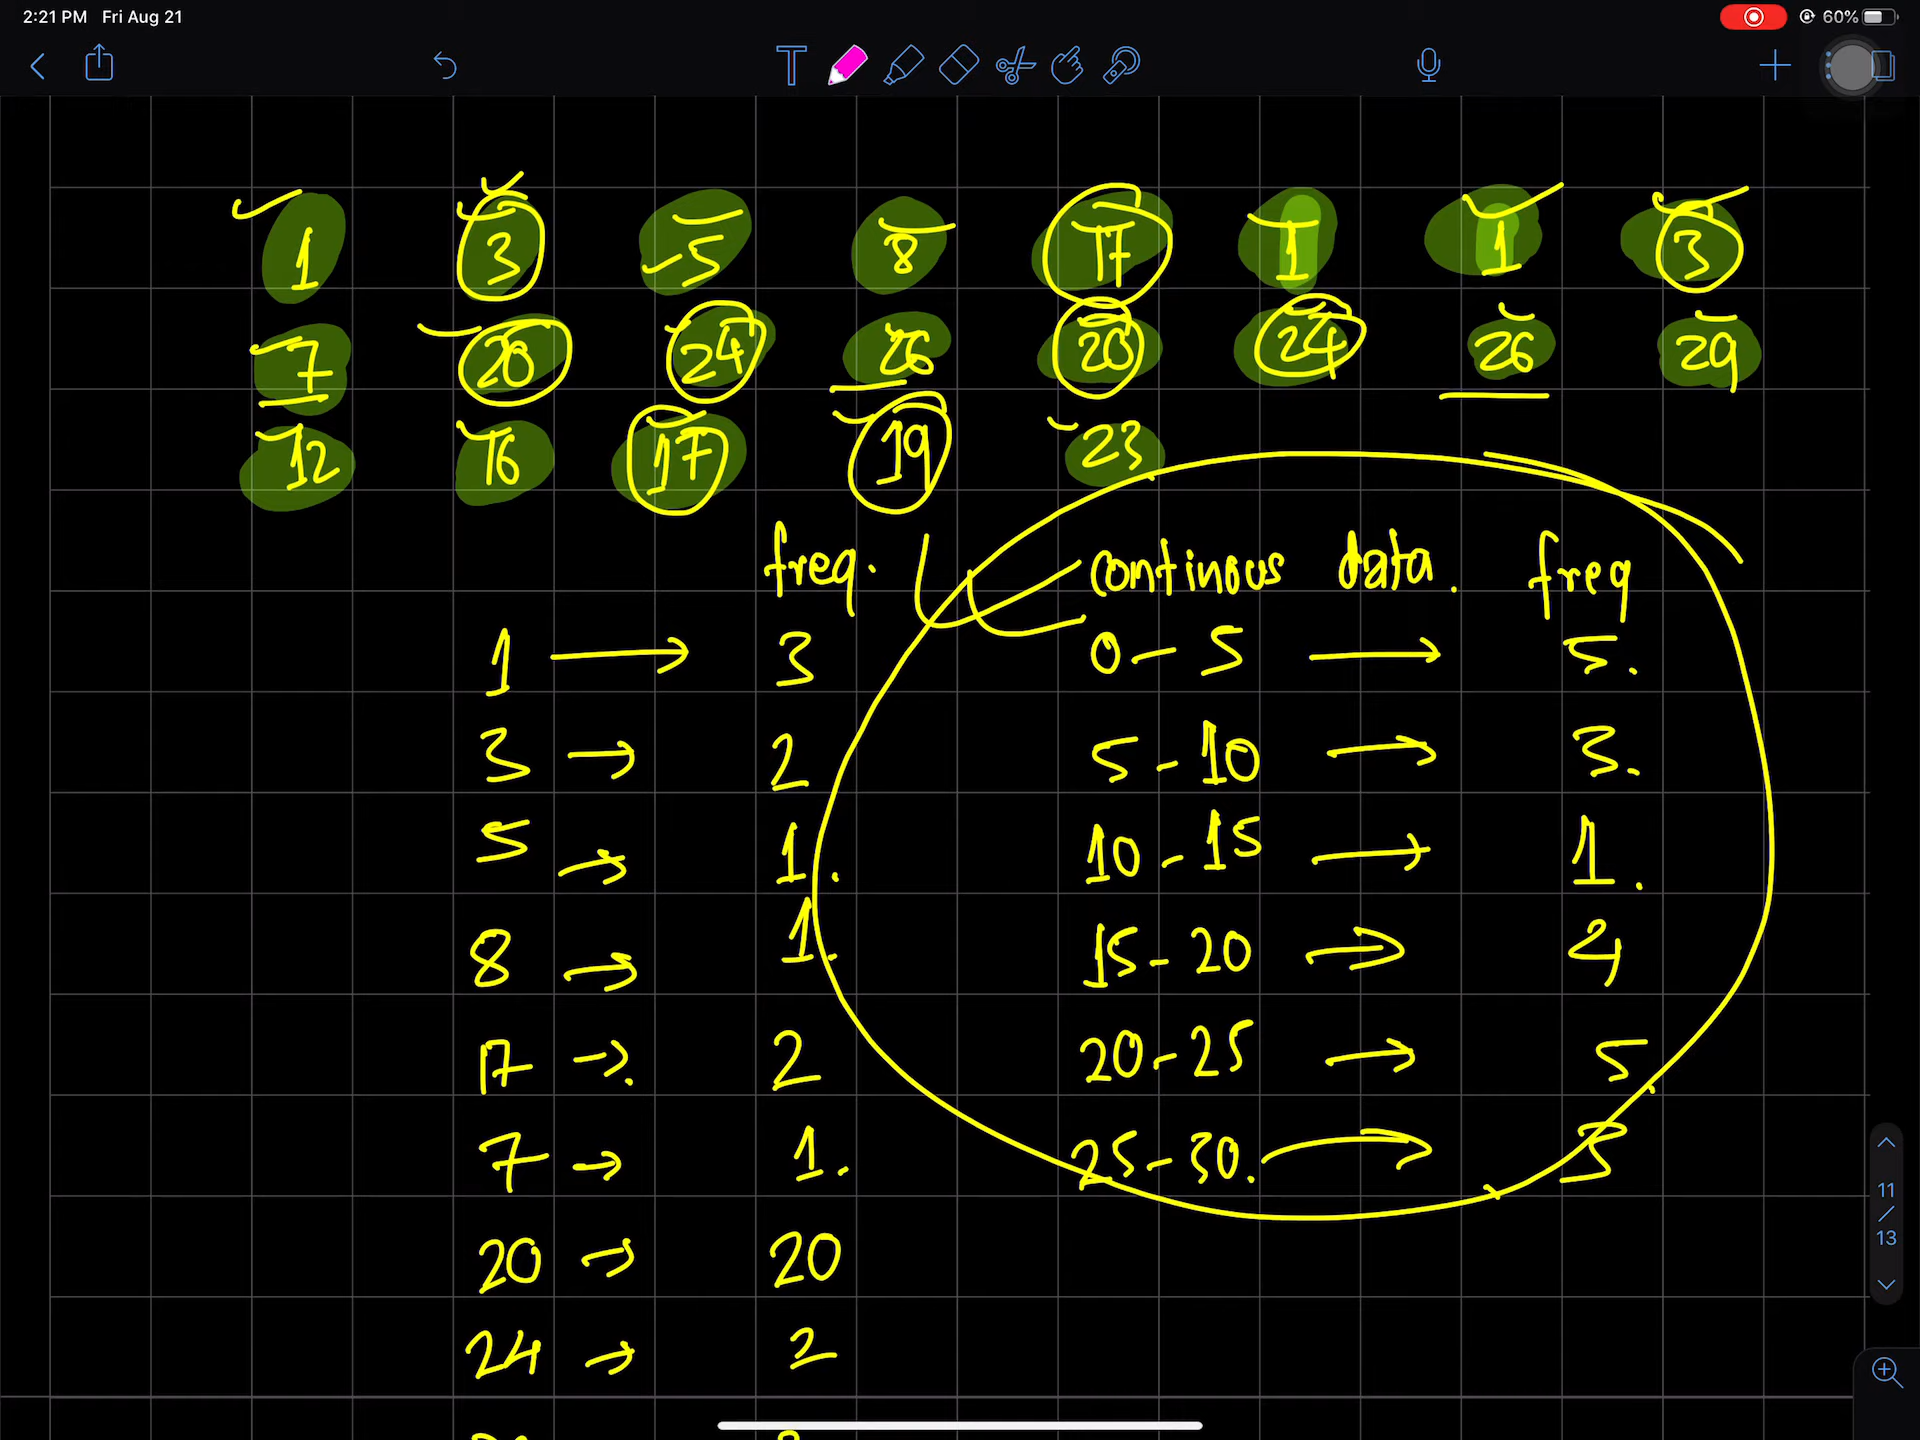 2:21 PM Fri Aug 21
60%
T
1 3 5 8 17 1 1 3
7 20 24 26 20 24 26 29
12 16 17 19 23
freq. continous data. freq
1 → 3 0 - 5 → 5.
3 → 2 5 - 10 → 3.
5 → 1. 10 - 15 → 1.
8 → 1. 15 - 20 → 4
17 → 2 20 - 25 → 5.
7 → 1. 25 - 30. → 3
20 → 20
24 → 2
11
/
13